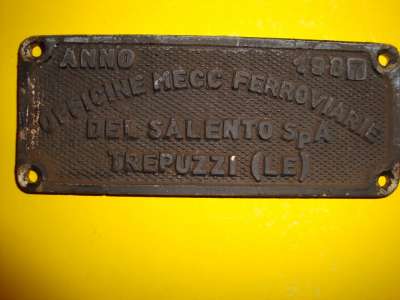 ANNO
OFFICINE MECC FERROVIARIE
DEL SALENTO SPA
TREPUZZI (LE)